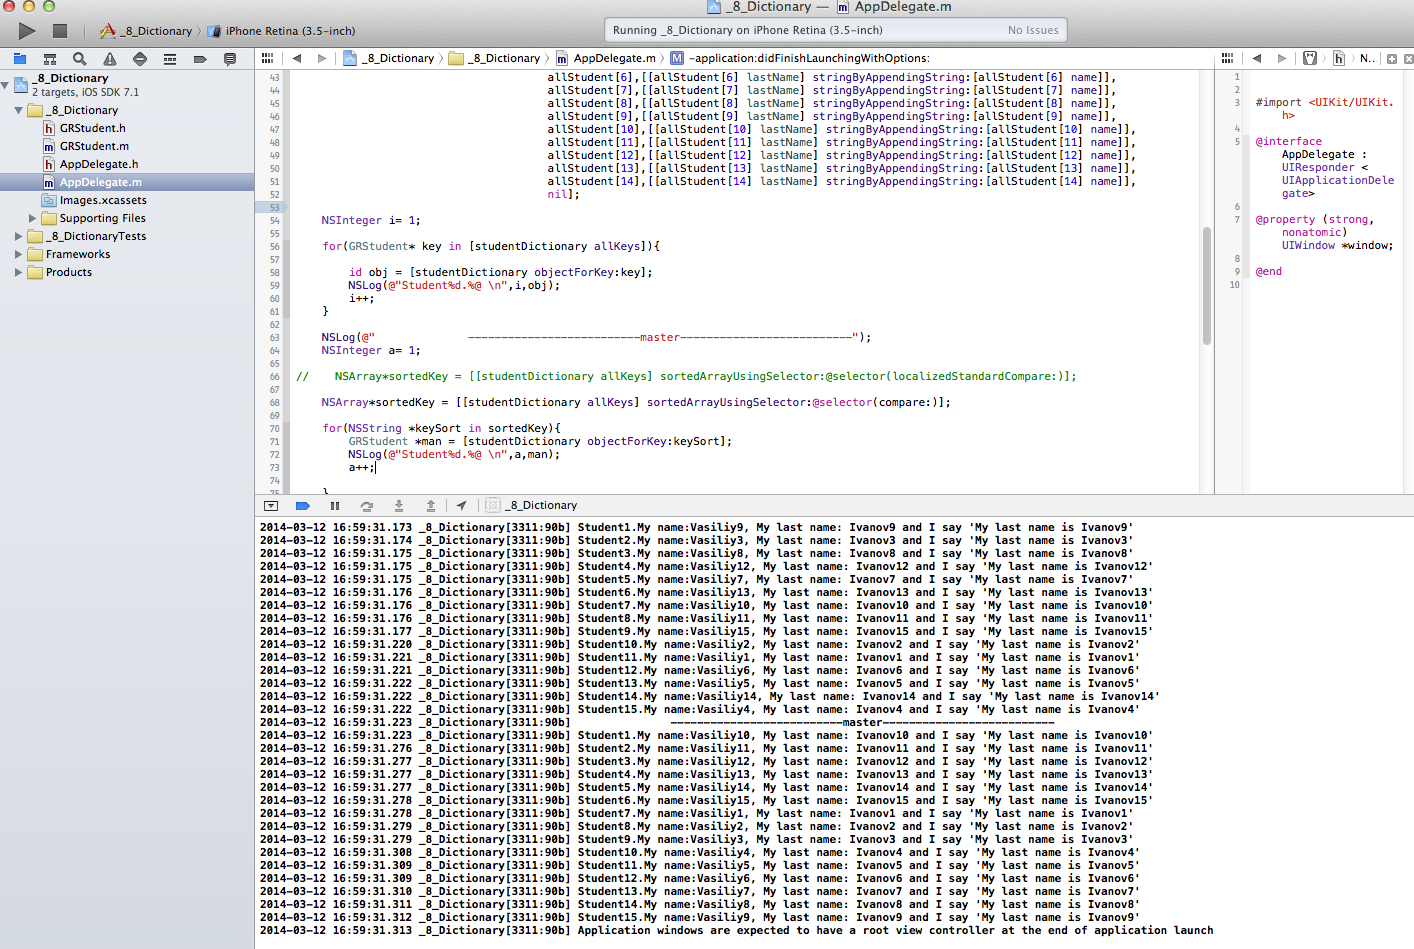 _8_Dictionary — AppDelegate.m
_8_Dictionary iPhone Retina (3.5-inch)
Running _8_Dictionary on iPhone Retina (3.5-inch) No Issues
_8_Dictionary _8_Dictionary AppDelegate.m -application:didFinishLaunchingWithOptions:
N..
_8_Dictionary
2 targets, iOS SDK 7.1
_8_Dictionary
GRStudent.h
GRStudent.m
AppDelegate.h
AppDelegate.m
Images.xcassets
Supporting Files
_8_DictionaryTests
Frameworks
Products
43 allStudent[6],[[allStudent[6] lastName] stringByAppendingString:[allStudent[6] name]],
44 allStudent[7],[[allStudent[7] lastName] stringByAppendingString:[allStudent[7] name]],
45 allStudent[8],[[allStudent[8] lastName] stringByAppendingString:[allStudent[8] name]],
46 allStudent[9],[[allStudent[9] lastName] stringByAppendingString:[allStudent[9] name]],
47 allStudent[10],[[allStudent[10] lastName] stringByAppendingString:[allStudent[10] name]],
48 allStudent[11],[[allStudent[11] lastName] stringByAppendingString:[allStudent[11] name]],
49 allStudent[12],[[allStudent[12] lastName] stringByAppendingString:[allStudent[12] name]],
50 allStudent[13],[[allStudent[13] lastName] stringByAppendingString:[allStudent[13] name]],
51 allStudent[14],[[allStudent[14] lastName] stringByAppendingString:[allStudent[14] name]],
52 nil];
53
54 NSInteger i= 1;
55
56 for(GRStudent* key in [studentDictionary allKeys]){
57
58 id obj = [studentDictionary objectForKey:key];
59 NSLog(@"Student%d.%@ \n",i,obj);
60 i++;
61 }
62
63 NSLog(@" --------------------------master--------------------------");
64 NSInteger a= 1;
65
66 // NSArray*sortedKey = [[studentDictionary allKeys] sortedArrayUsingSelector:@selector(localizedStandardCompare:)];
67
68 NSArray*sortedKey = [[studentDictionary allKeys] sortedArrayUsingSelector:@selector(compare:)];
69
70 for(NSString *keySort in sortedKey){
71 GRStudent *man = [studentDictionary objectForKey:keySort];
72 NSLog(@"Student%d.%@ \n",a,man);
73 a++;
74
75 }
1
2
3 #import <UIKit/UIKit.
h>
4
5 @interface
AppDelegate :
UIResponder <
UIApplicationDele
gate>
6
7 @property (strong,
nonatomic)
UIWindow *window;
8
9 @end
10
_8_Dictionary
2014-03-12 16:59:31.173 _8_Dictionary[3311:90b] Student1.My name:Vasiliy9, My last name: Ivanov9 and I say 'My last name is Ivanov9'
2014-03-12 16:59:31.174 _8_Dictionary[3311:90b] Student2.My name:Vasiliy3, My last name: Ivanov3 and I say 'My last name is Ivanov3'
2014-03-12 16:59:31.175 _8_Dictionary[3311:90b] Student3.My name:Vasiliy8, My last name: Ivanov8 and I say 'My last name is Ivanov8'
2014-03-12 16:59:31.175 _8_Dictionary[3311:90b] Student4.My name:Vasiliy12, My last name: Ivanov12 and I say 'My last name is Ivanov12'
2014-03-12 16:59:31.175 _8_Dictionary[3311:90b] Student5.My name:Vasiliy7, My last name: Ivanov7 and I say 'My last name is Ivanov7'
2014-03-12 16:59:31.176 _8_Dictionary[3311:90b] Student6.My name:Vasiliy13, My last name: Ivanov13 and I say 'My last name is Ivanov13'
2014-03-12 16:59:31.176 _8_Dictionary[3311:90b] Student7.My name:Vasiliy10, My last name: Ivanov10 and I say 'My last name is Ivanov10'
2014-03-12 16:59:31.176 _8_Dictionary[3311:90b] Student8.My name:Vasiliy11, My last name: Ivanov11 and I say 'My last name is Ivanov11'
2014-03-12 16:59:31.177 _8_Dictionary[3311:90b] Student9.My name:Vasiliy15, My last name: Ivanov15 and I say 'My last name is Ivanov15'
2014-03-12 16:59:31.220 _8_Dictionary[3311:90b] Student10.My name:Vasiliy2, My last name: Ivanov2 and I say 'My last name is Ivanov2'
2014-03-12 16:59:31.221 _8_Dictionary[3311:90b] Student11.My name:Vasiliy1, My last name: Ivanov1 and I say 'My last name is Ivanov1'
2014-03-12 16:59:31.221 _8_Dictionary[3311:90b] Student12.My name:Vasiliy6, My last name: Ivanov6 and I say 'My last name is Ivanov6'
2014-03-12 16:59:31.222 _8_Dictionary[3311:90b] Student13.My name:Vasiliy5, My last name: Ivanov5 and I say 'My last name is Ivanov5'
2014-03-12 16:59:31.222 _8_Dictionary[3311:90b] Student14.My name:Vasiliy14, My last name: Ivanov14 and I say 'My last name is Ivanov14'
2014-03-12 16:59:31.222 _8_Dictionary[3311:90b] Student15.My name:Vasiliy4, My last name: Ivanov4 and I say 'My last name is Ivanov4'
2014-03-12 16:59:31.223 _8_Dictionary[3311:90b] --------------------------master--------------------------
2014-03-12 16:59:31.223 _8_Dictionary[3311:90b] Student1.My name:Vasiliy10, My last name: Ivanov10 and I say 'My last name is Ivanov10'
2014-03-12 16:59:31.276 _8_Dictionary[3311:90b] Student2.My name:Vasiliy11, My last name: Ivanov11 and I say 'My last name is Ivanov11'
2014-03-12 16:59:31.277 _8_Dictionary[3311:90b] Student3.My name:Vasiliy12, My last name: Ivanov12 and I say 'My last name is Ivanov12'
2014-03-12 16:59:31.277 _8_Dictionary[3311:90b] Student4.My name:Vasiliy13, My last name: Ivanov13 and I say 'My last name is Ivanov13'
2014-03-12 16:59:31.277 _8_Dictionary[3311:90b] Student5.My name:Vasiliy14, My last name: Ivanov14 and I say 'My last name is Ivanov14'
2014-03-12 16:59:31.278 _8_Dictionary[3311:90b] Student6.My name:Vasiliy15, My last name: Ivanov15 and I say 'My last name is Ivanov15'
2014-03-12 16:59:31.278 _8_Dictionary[3311:90b] Student7.My name:Vasiliy1, My last name: Ivanov1 and I say 'My last name is Ivanov1'
2014-03-12 16:59:31.279 _8_Dictionary[3311:90b] Student8.My name:Vasiliy2, My last name: Ivanov2 and I say 'My last name is Ivanov2'
2014-03-12 16:59:31.279 _8_Dictionary[3311:90b] Student9.My name:Vasiliy3, My last name: Ivanov3 and I say 'My last name is Ivanov3'
2014-03-12 16:59:31.308 _8_Dictionary[3311:90b] Student10.My name:Vasiliy4, My last name: Ivanov4 and I say 'My last name is Ivanov4'
2014-03-12 16:59:31.309 _8_Dictionary[3311:90b] Student11.My name:Vasiliy5, My last name: Ivanov5 and I say 'My last name is Ivanov5'
2014-03-12 16:59:31.309 _8_Dictionary[3311:90b] Student12.My name:Vasiliy6, My last name: Ivanov6 and I say 'My last name is Ivanov6'
2014-03-12 16:59:31.310 _8_Dictionary[3311:90b] Student13.My name:Vasiliy7, My last name: Ivanov7 and I say 'My last name is Ivanov7'
2014-03-12 16:59:31.311 _8_Dictionary[3311:90b] Student14.My name:Vasiliy8, My last name: Ivanov8 and I say 'My last name is Ivanov8'
2014-03-12 16:59:31.312 _8_Dictionary[3311:90b] Student15.My name:Vasiliy9, My last name: Ivanov9 and I say 'My last name is Ivanov9'
2014-03-12 16:59:31.313 _8_Dictionary[3311:90b] Application windows are expected to have a root view controller at the end of application launch